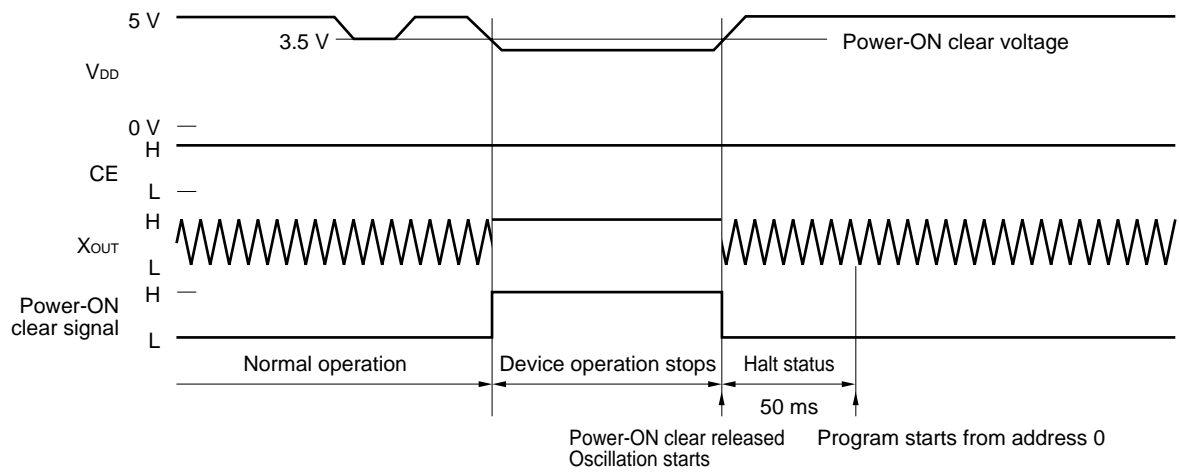 5 V
3.5 V
Power-ON clear voltage
VDD
0 V
H
CE
L
H
XOUT
L
H
Power-ON
clear signal
L
Normal operation
Device operation stops
Halt status
50 ms
Power-ON clear released
Oscillation starts
Program starts from address 0